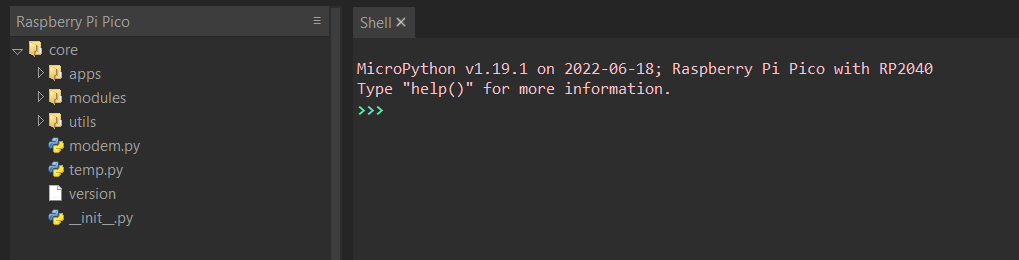 Raspberry Pi Pico
core
apps
modules
utils
modem.py
temp.py
version
__init__.py
Shell
MicroPython v1.19.1 on 2022-06-18; Raspberry Pi Pico with RP2040
Type "help()" for more information.
>>>